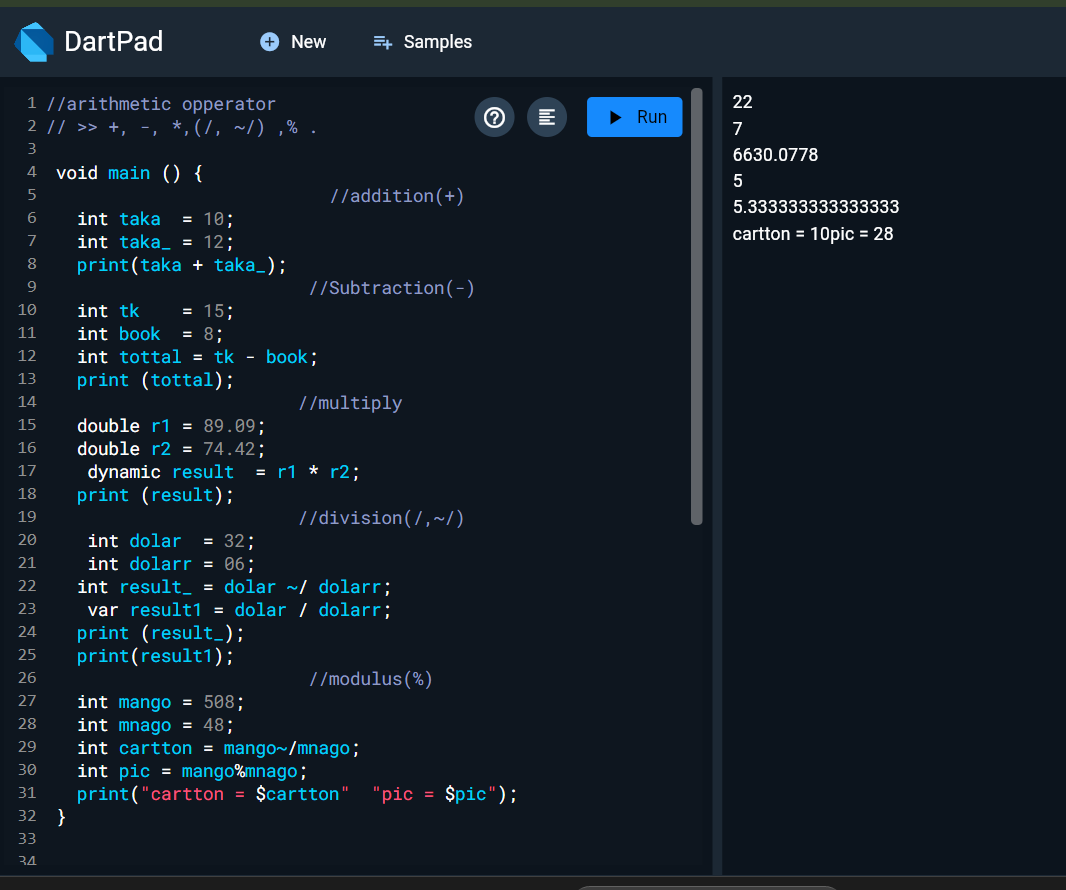 DartPad
New
Samples
Run
1 //arithmetic opperator
2 // >> +, -, *,(/, ~/) ,% .
3
4 void main () {
5 //addition(+)
6 int taka  = 10;
7 int taka_ = 12;
8 print(taka + taka_);
9 //Subtraction(-)
10 int tk    = 15;
11 int book  = 8;
12 int tottal = tk - book;
13 print (tottal);
14 //multiply
15 double r1 = 89.09;
16 double r2 = 74.42;
17 dynamic result  = r1 * r2;
18 print (result);
19 //division(/,~/)
20 int dolar  = 32;
21 int dolarr = 06;
22 int result_ = dolar ~/ dolarr;
23 var result1 = dolar / dolarr;
24 print (result_);
25 print(result1);
26 //modulus(%)
27 int mango = 508;
28 int mnago = 48;
29 int cartton = mango~/mnago;
30 int pic = mango%mnago;
31 print("cartton = $cartton"  "pic = $pic");
32 }
33
34
22
7
6630.0778
5
5.333333333333333
cartton = 10pic = 28